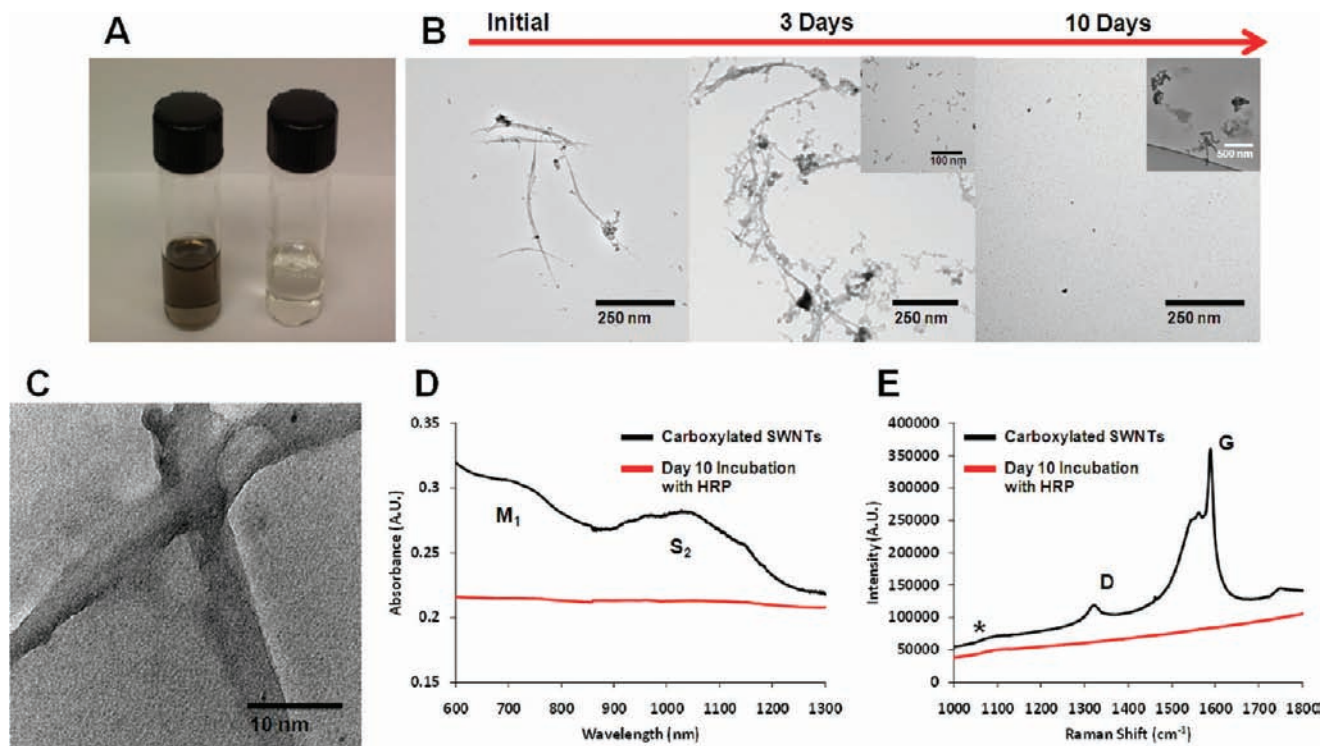 A
B
Initial
3 Days
10 Days
250 nm
100 nm
250 nm
500 nm
250 nm
C
10 nm
D
0.35
0.3
0.25
0.2
0.15
Absorbance (A.U.)
M1
S2
Carboxylated SWNTs
Day 10 Incubation
with HRP
600 700 800 900 1000 1100 1200 1300
Wavelength (nm)
E
400000
350000
300000
250000
200000
150000
100000
50000
0
Intensity (A.U.)
Carboxylated SWNTs
Day 10 Incubation
with HRP
G
D
*
1000 1100 1200 1300 1400 1500 1600 1700 1800
Raman Shift (cm-1)